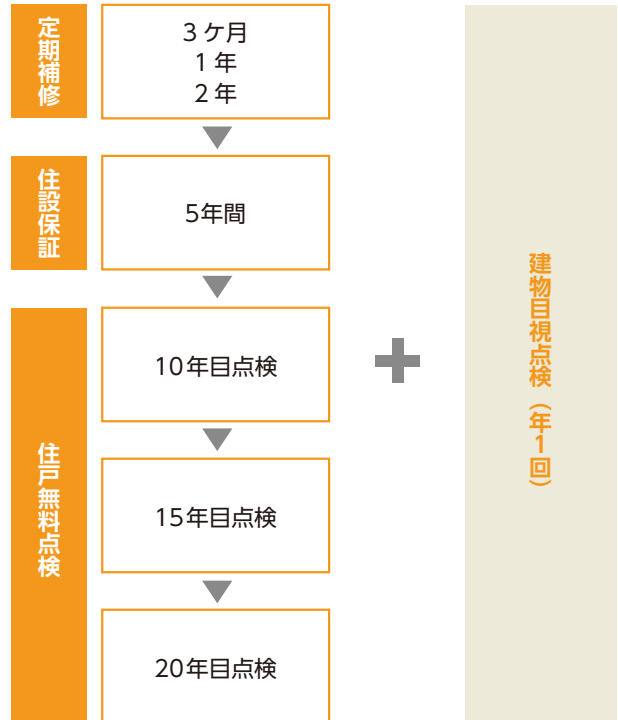 定期補修
3ケ月
1年
2年
住設保証
5年間
住戸無料点検
10年目点検
15年目点検
20年目点検
建物目視点検（年1回）